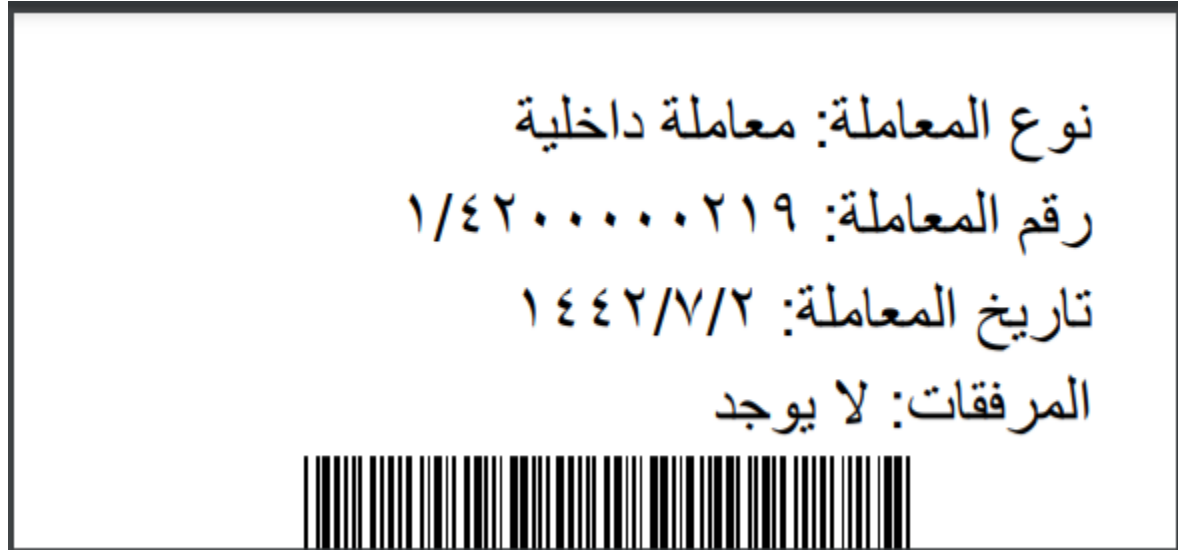 نوع المعاملة: معاملة داخلية
رقم المعاملة: ١/٤٢٠٠٠٠٠٢١٩
تاريخ المعاملة: ١٤٤٢/٧/٢
المرفقات: لا يوجد